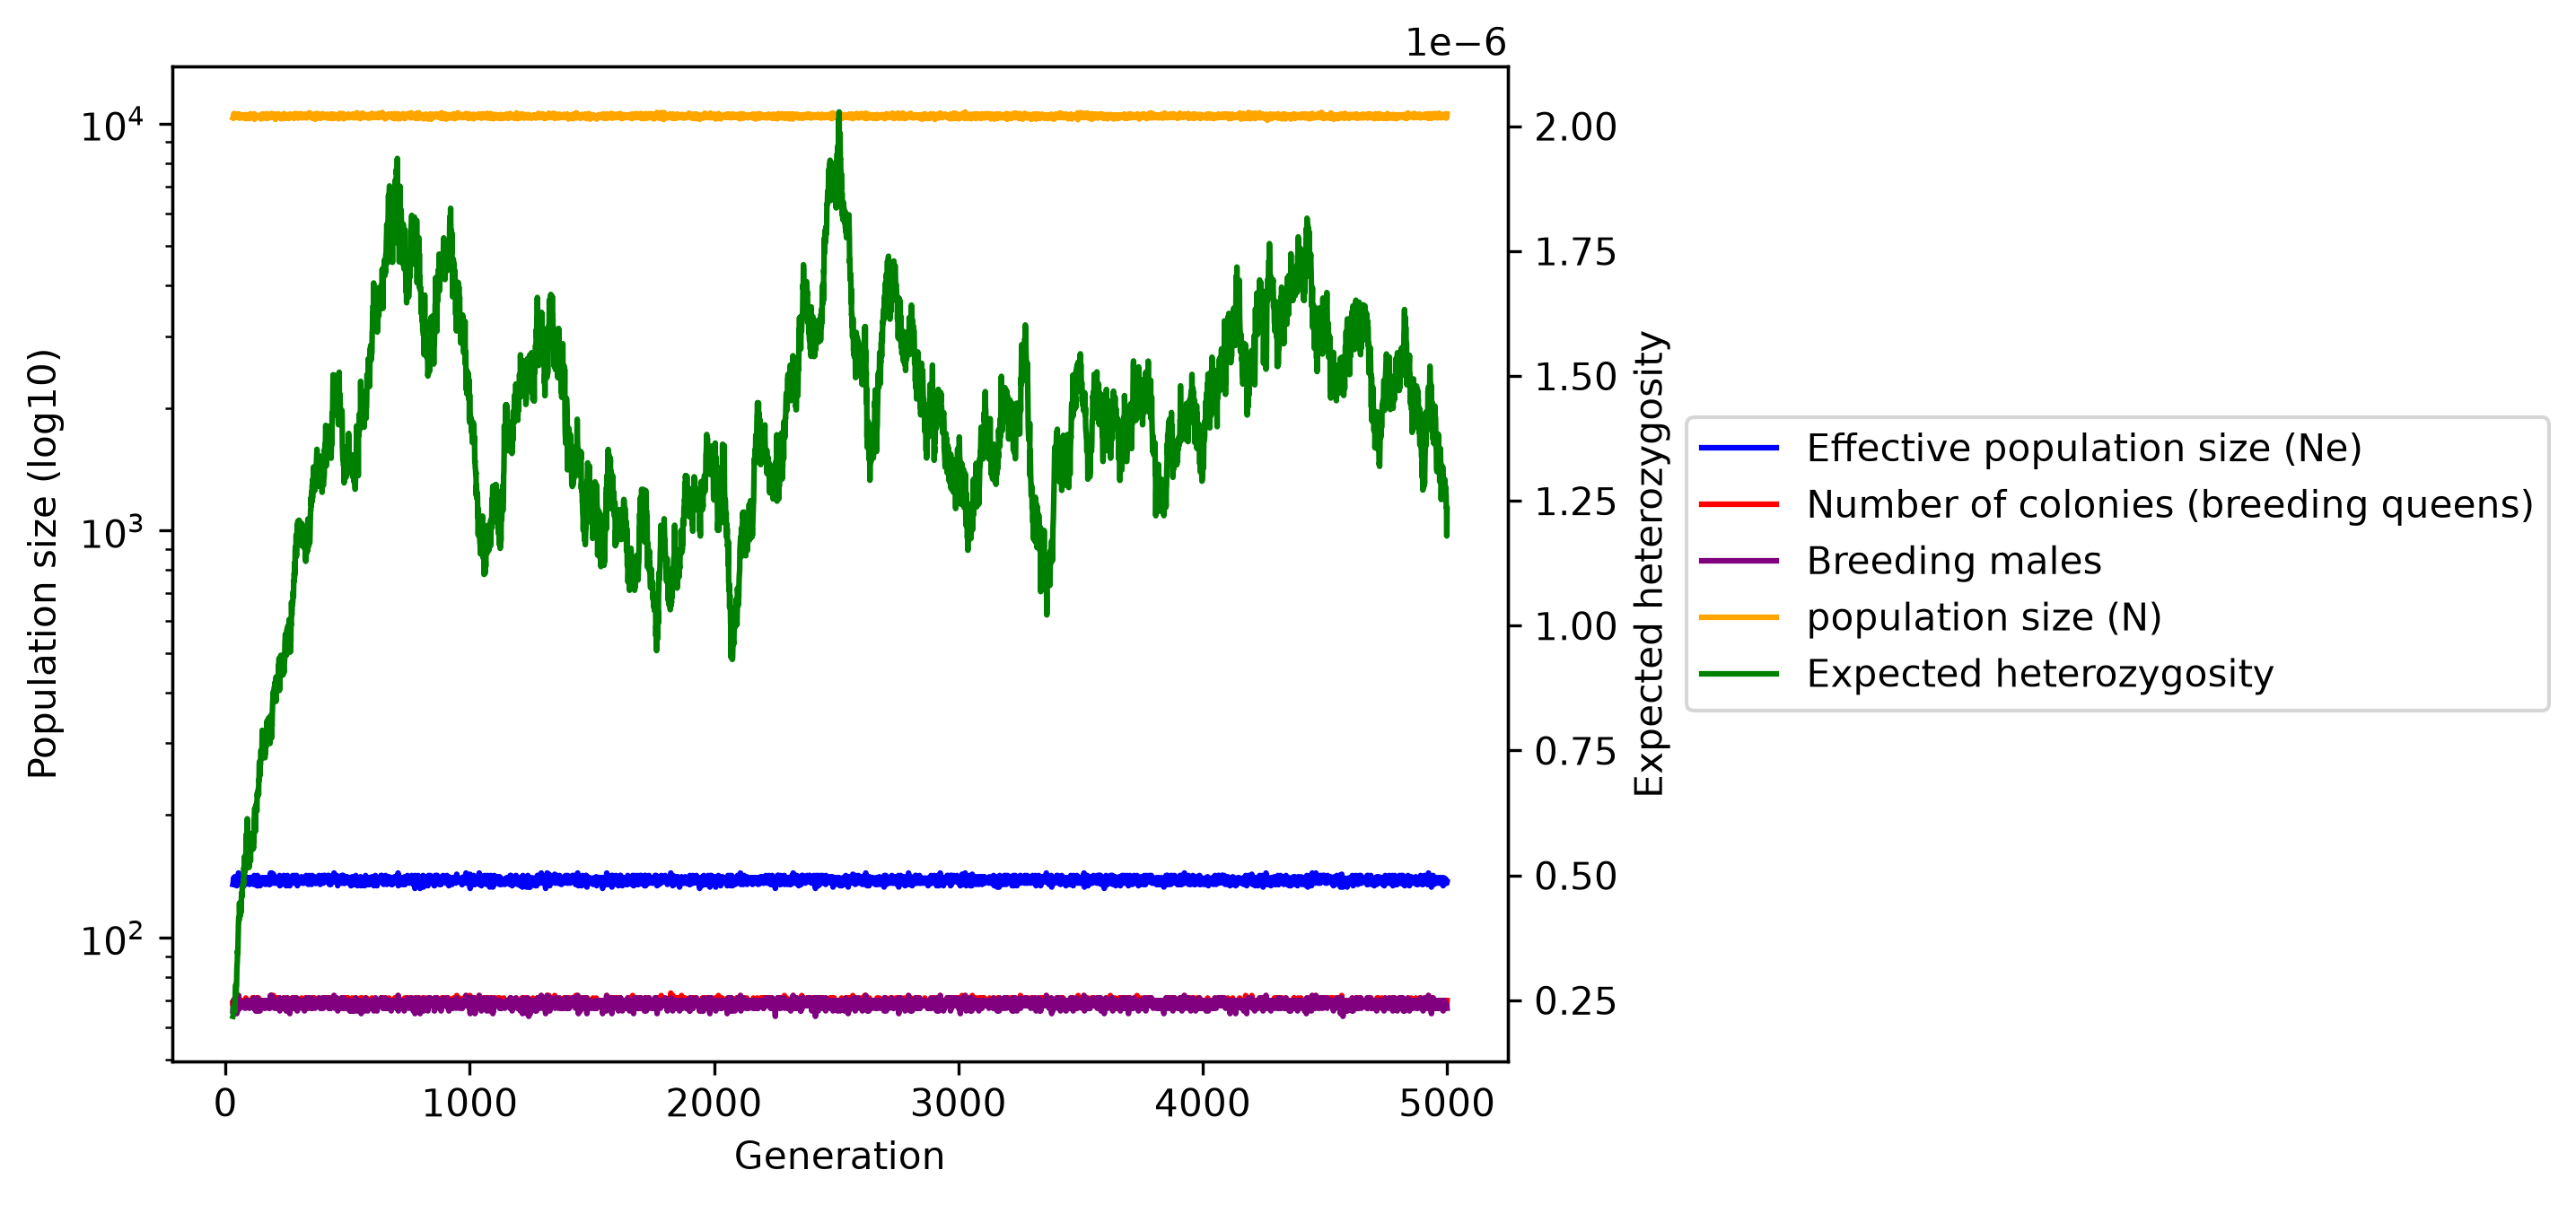 1e−6
10⁴
10³
10²
Population size (log10)
2.00
1.75
1.50
1.25
1.00
0.75
0.50
0.25
Expected heterozygosity
0 1000 2000 3000 4000 5000
Generation
Effective population size (Ne)
Number of colonies (breeding queens)
Breeding males
population size (N)
Expected heterozygosity